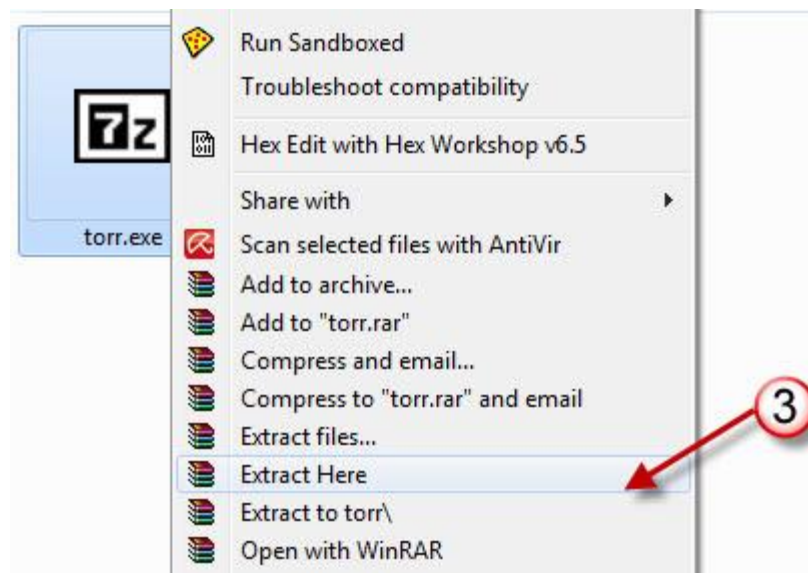 Run Sandboxed
Troubleshoot compatibility
Hex Edit with Hex Workshop v6.5
Share with
7z
torr.exe
Scan selected files with AntiVir
Add to archive...
Add to "torr.rar"
Compress and email...
Compress to "torr.rar" and email
3
Extract files...
Extract Here
Extract to torr\
Open with WinRAR